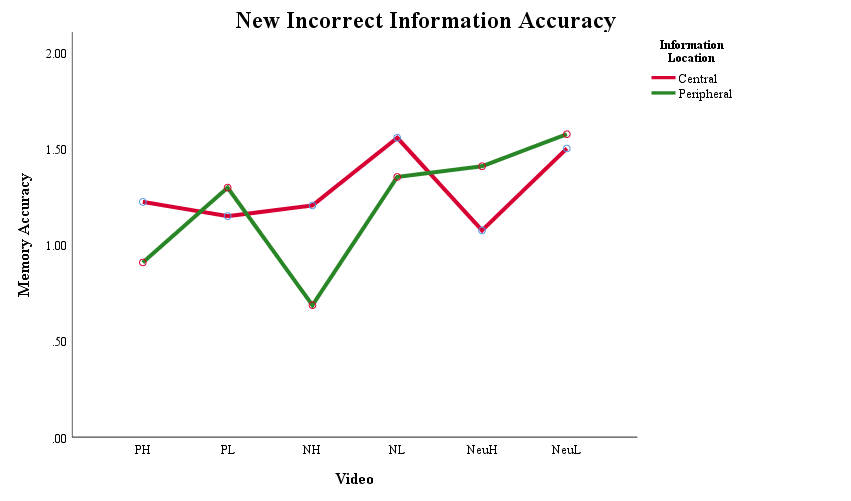 New Incorrect Information Accuracy
Information
Location
Central
Peripheral
Memory Accuracy
2.00
1.50
1.00
.50
.00
PH PL NH NL NeuH NeuL
Video